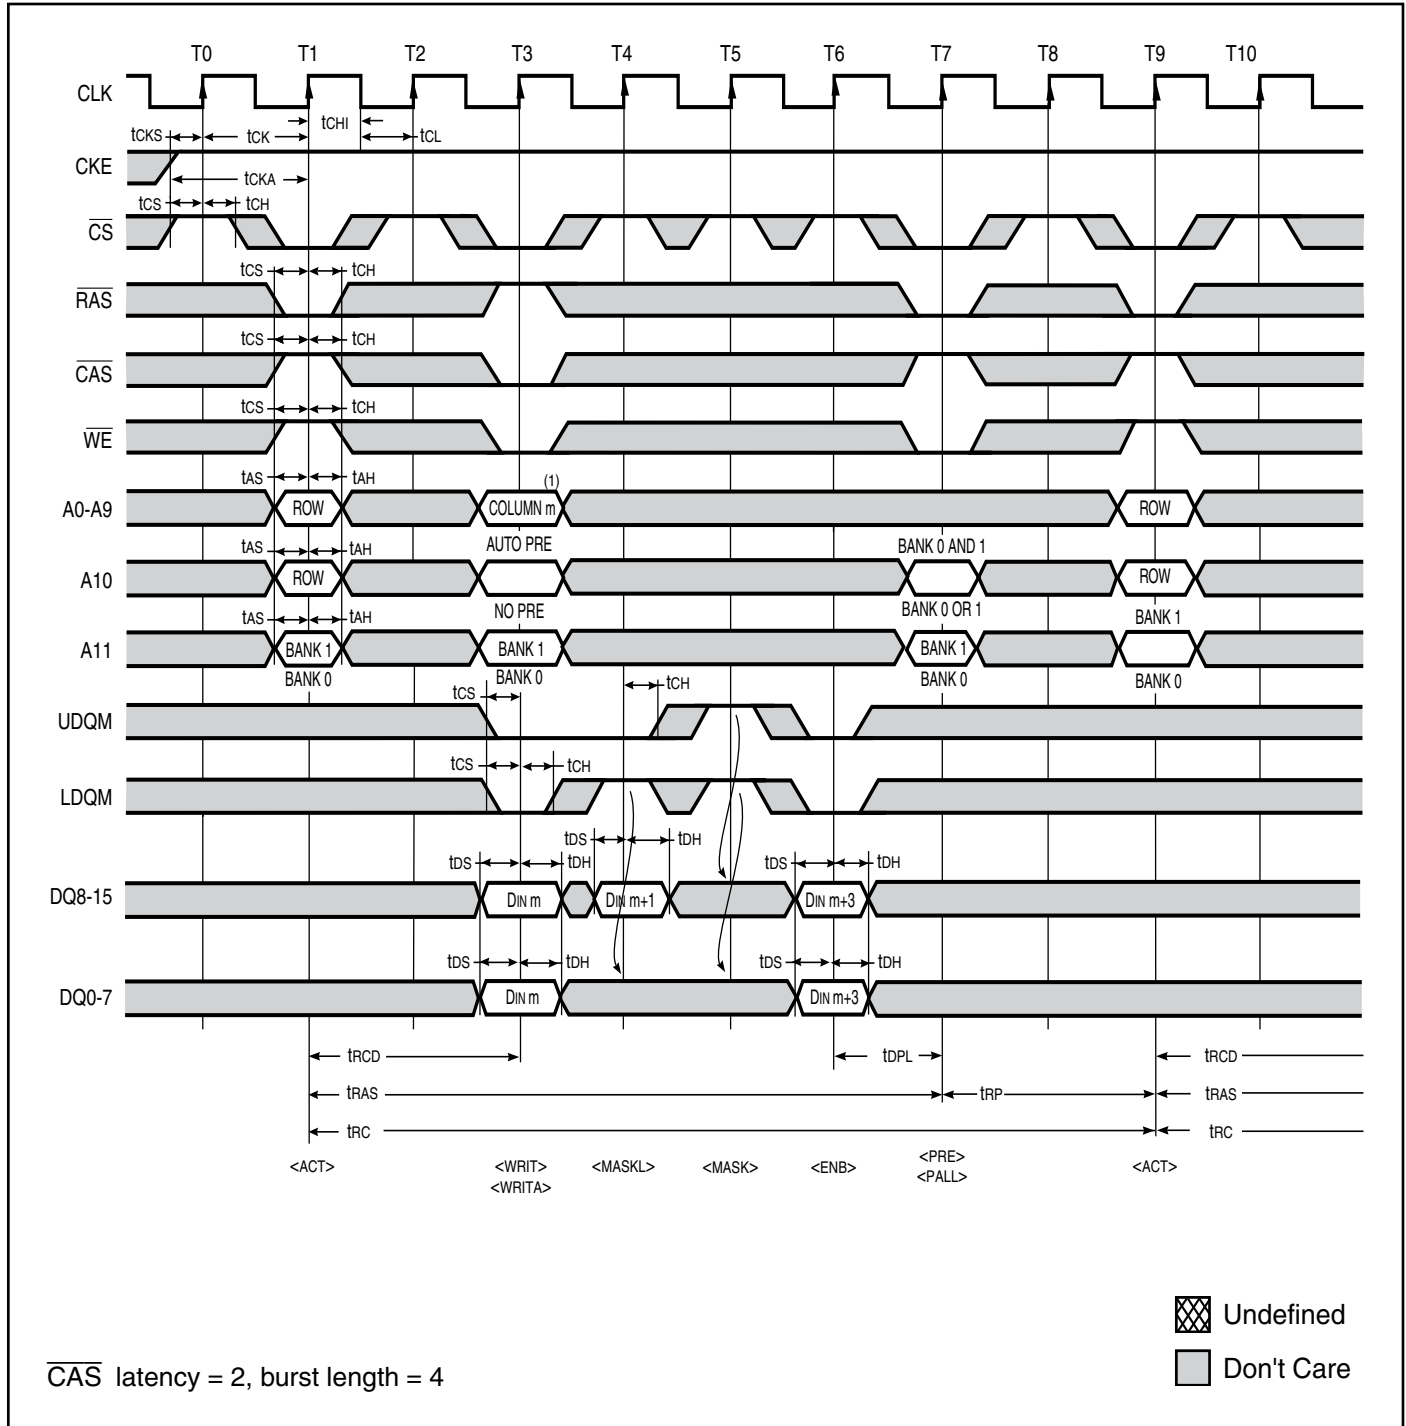 T0 T1 T2 T3 T4 T5 T6 T7 T8 T9 T10
CLK
tCKS tCK tCHI tCL
CKE
tCKA
tCS tCH
CS
tCS tCH
RAS
tCS tCH
CAS
tCS tCH
WE
tAS tAH (1)
A0-A9 ROW COLUMN m ROW
tAS tAH AUTO PRE BANK 0 AND 1
A10 ROW ROW
tAS tAH NO PRE BANK 0 OR 1 BANK 1
A11 BANK 1 BANK 1 BANK 1
BANK 0 BANK 0 BANK 0 BANK 0
tCS tCH
UDQM
tCS tCH
LDQM
tDS tDH
tDS tDH tDS tDH
DQ8-15 DIN m DIN m+1 DIN m+3
tDS tDH tDS tDH
DQ0-7 DIN m DIN m+3
tRCD tDPL tRCD
tRAS tRP tRAS
tRC tRC
<ACT> <WRIT> <MASKL> <MASK> <ENB> <PRE> <ACT>
<WRITA> <PALL>
Undefined
Don't Care
CAS latency = 2, burst length = 4